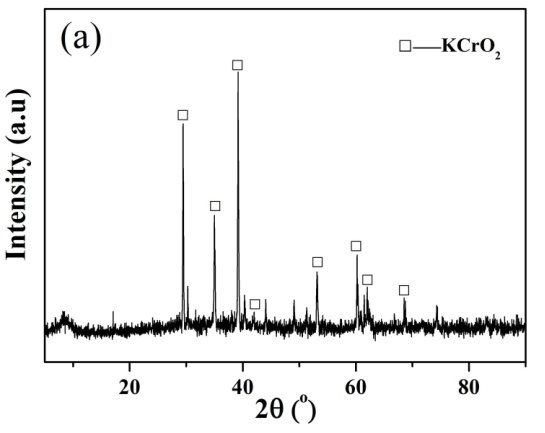 (a)
□—KCrO₂
Intensity (a.u)
20 40 60 80
2θ (°)